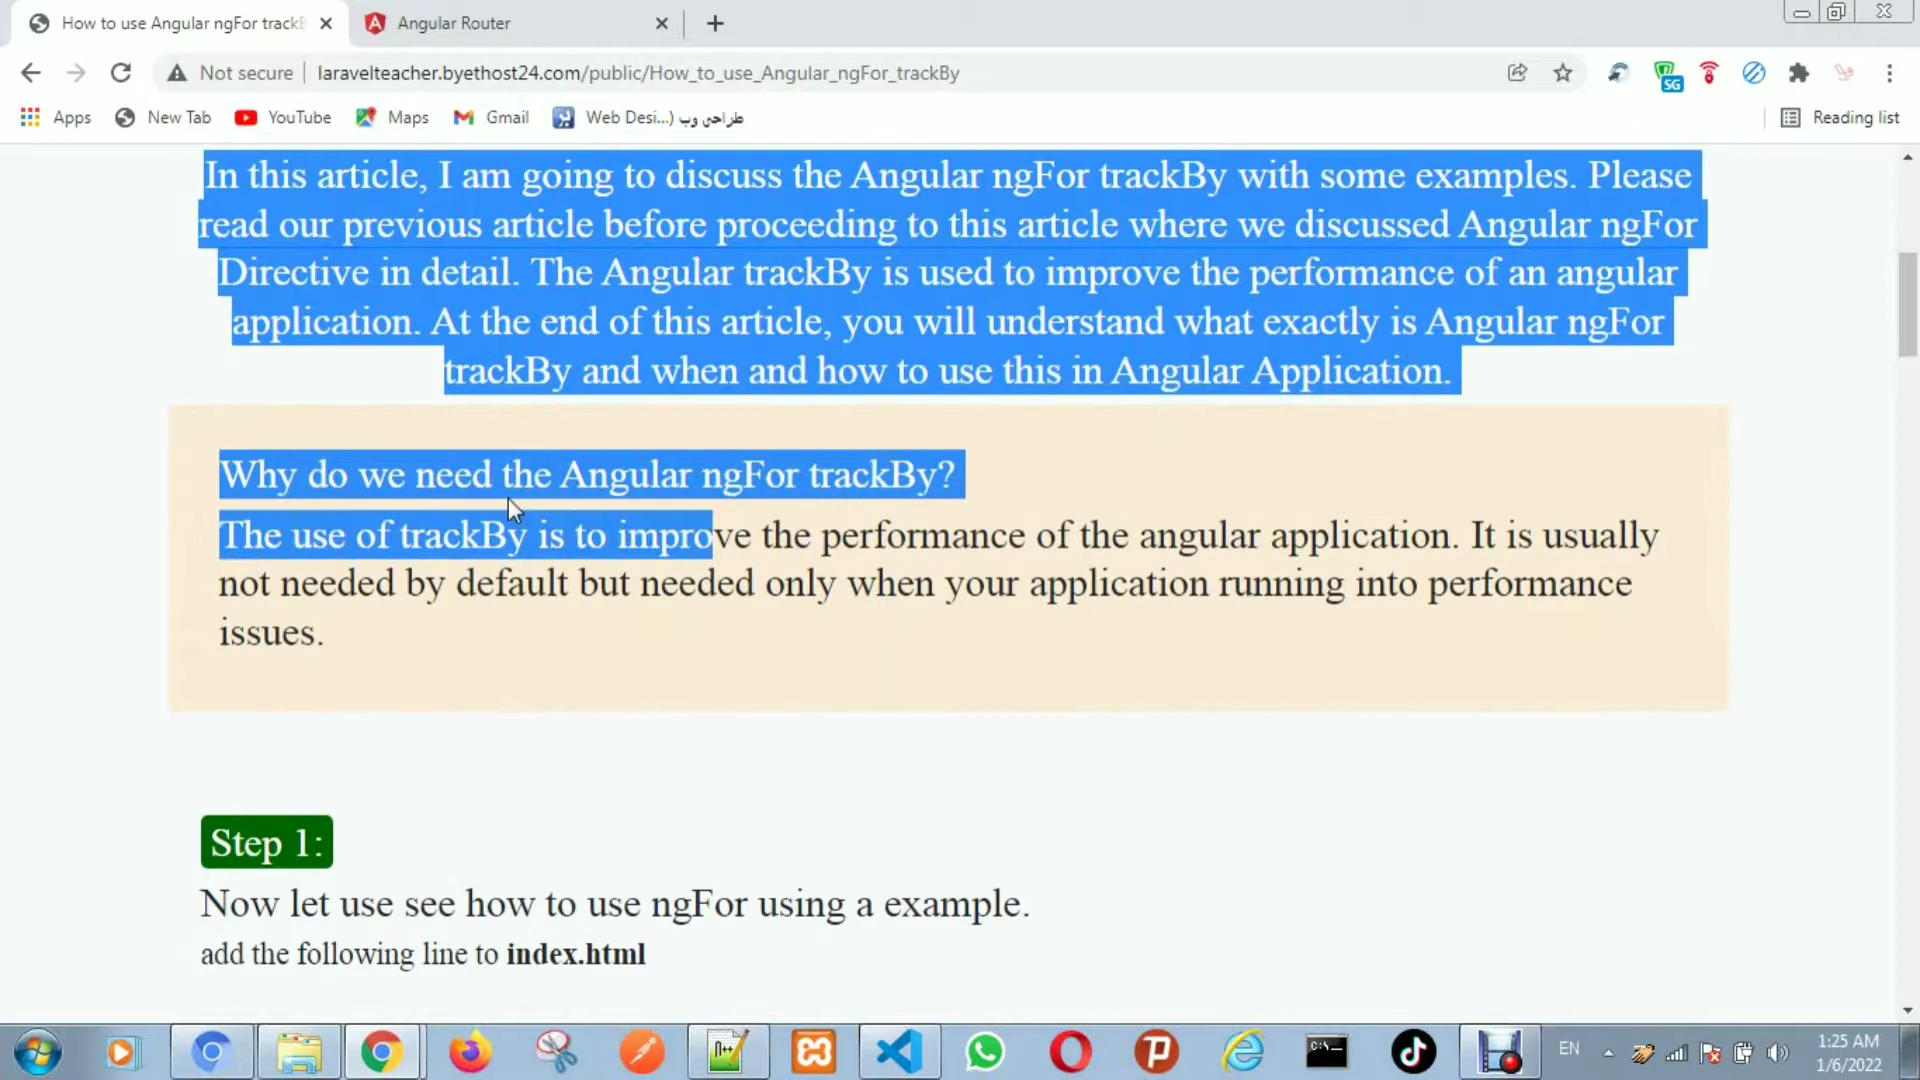 How to use Angular ngFor track
Angular Router
Not secure
laravelteacher.byethost24.com/public/How_to_use_Angular_ngFor_trackBy
SG
Apps
New Tab
YouTube
Maps
Gmail
Web Desi...) طراحی وب
Reading list
In this article, I am going to discuss the Angular ngFor trackBy with some examples. Please
read our previous article before proceeding to this article where we discussed Angular ngFor
Directive in detail. The Angular trackBy is used to improve the performance of an angular
application. At the end of this article, you will understand what exactly is Angular ngFor
trackBy and when and how to use this in Angular Application.
Why do we need the Angular ngFor trackBy?
The use of trackBy is to improve the performance of the angular application. It is usually
not needed by default but needed only when your application running into performance
issues.
Step 1:
Now let use see how to use ngFor using a example.
add the following line to index.html
EN
1:25 AM
1/6/2022